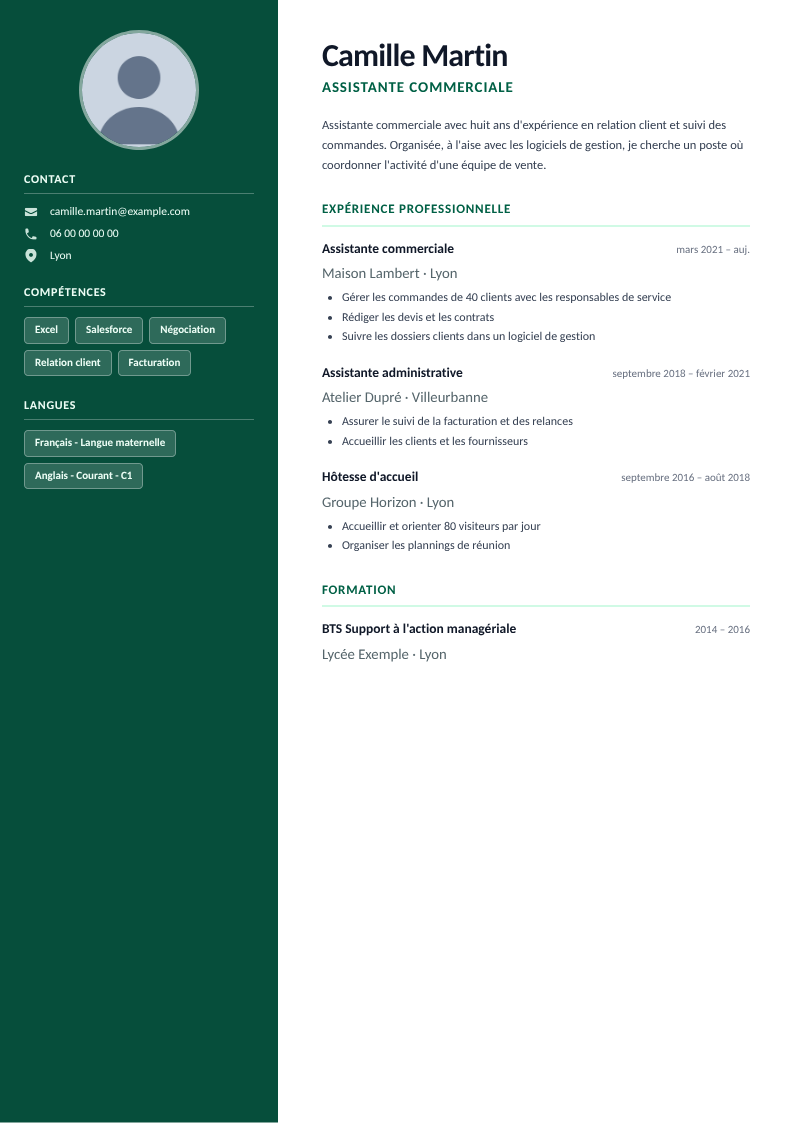 CONTACT
camille.martin@example.com
06 00 00 00 00
Lyon
COMPÉTENCES
Excel
Salesforce
Négociation
Relation client
Facturation
LANGUES
Français - Langue maternelle
Anglais - Courant - C1
Camille Martin
ASSISTANTE COMMERCIALE
Assistante commerciale avec huit ans d'expérience en relation client et suivi des
commandes. Organisée, à l'aise avec les logiciels de gestion, je cherche un poste où
coordonner l'activité d'une équipe de vente.
EXPÉRIENCE PROFESSIONNELLE
Assistante commerciale mars 2021 – auj.
Maison Lambert · Lyon
• Gérer les commandes de 40 clients avec les responsables de service
• Rédiger les devis et les contrats
• Suivre les dossiers clients dans un logiciel de gestion
Assistante administrative septembre 2018 – février 2021
Atelier Dupré · Villeurbanne
• Assurer le suivi de la facturation et des relances
• Accueillir les clients et les fournisseurs
Hôtesse d'accueil septembre 2016 – août 2018
Groupe Horizon · Lyon
• Accueillir et orienter 80 visiteurs par jour
• Organiser les plannings de réunion
FORMATION
BTS Support à l'action managériale 2014 – 2016
Lycée Exemple · Lyon